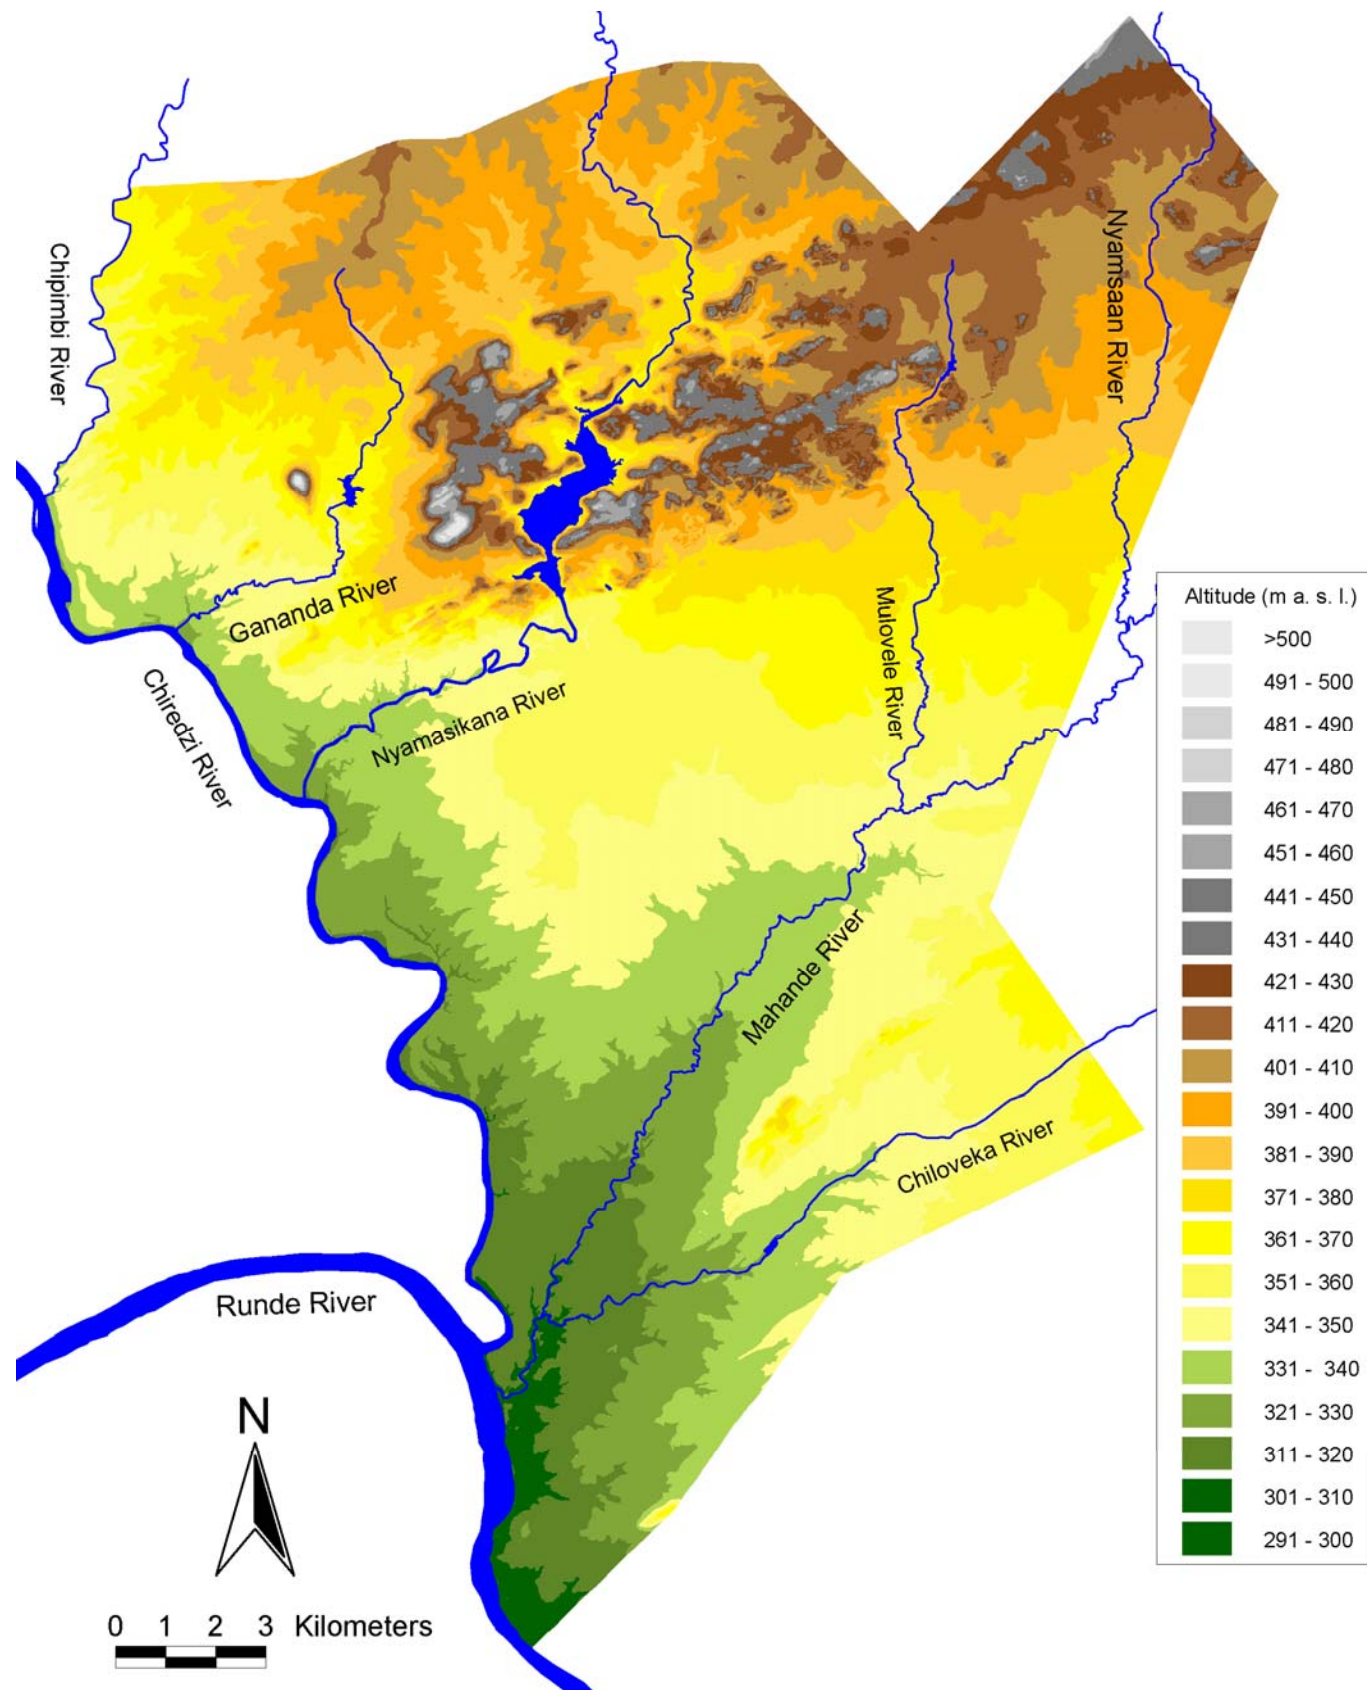 Chipimbi River
Nyamsaan River
Gananda River
Mulovele River
Chiredzi River
Nyamasikana River
Mahande River
Chiloveka River
Runde River
N
0 1 2 3 Kilometers
Altitude (m a. s. l.)
>500
491 - 500
481 - 490
471 - 480
461 - 470
451 - 460
441 - 450
431 - 440
421 - 430
411 - 420
401 - 410
391 - 400
381 - 390
371 - 380
361 - 370
351 - 360
341 - 350
331 - 340
321 - 330
311 - 320
301 - 310
291 - 300